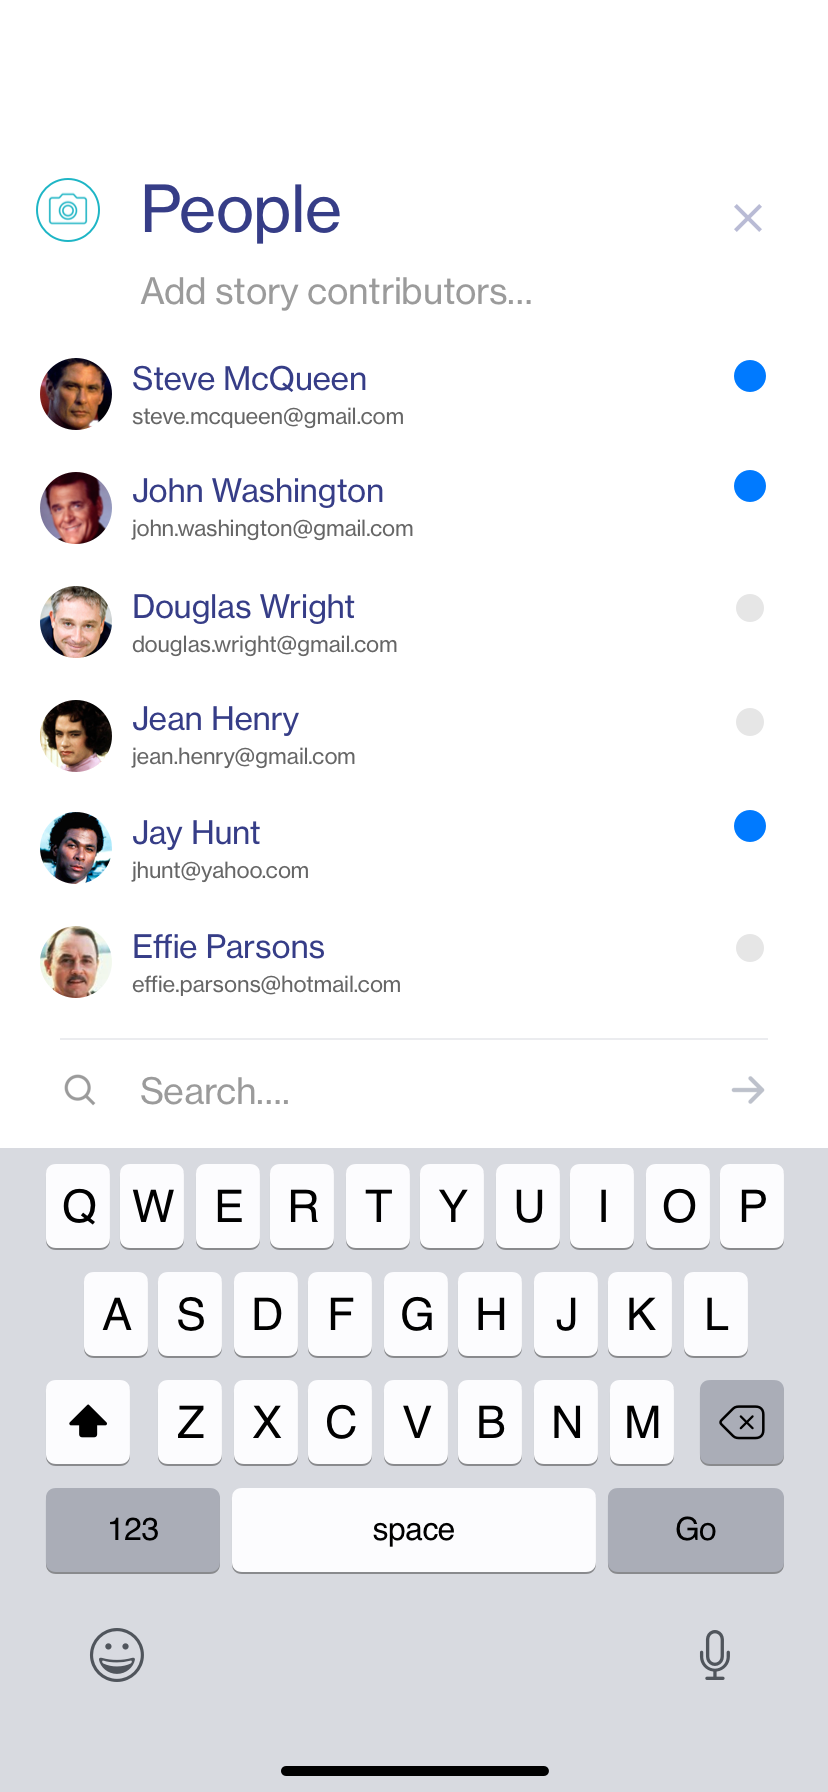 People
Add story contributors...
Steve McQueen
steve.mcqueen@gmail.com
John Washington
john.washington@gmail.com
Douglas Wright
douglas.wright@gmail.com
Jean Henry
jean.henry@gmail.com
Jay Hunt
jhunt@yahoo.com
Effie Parsons
effie.parsons@hotmail.com
Search....
Q W E R T Y U I O P
A S D F G H J K L
Z X C V B N M
123 space Go